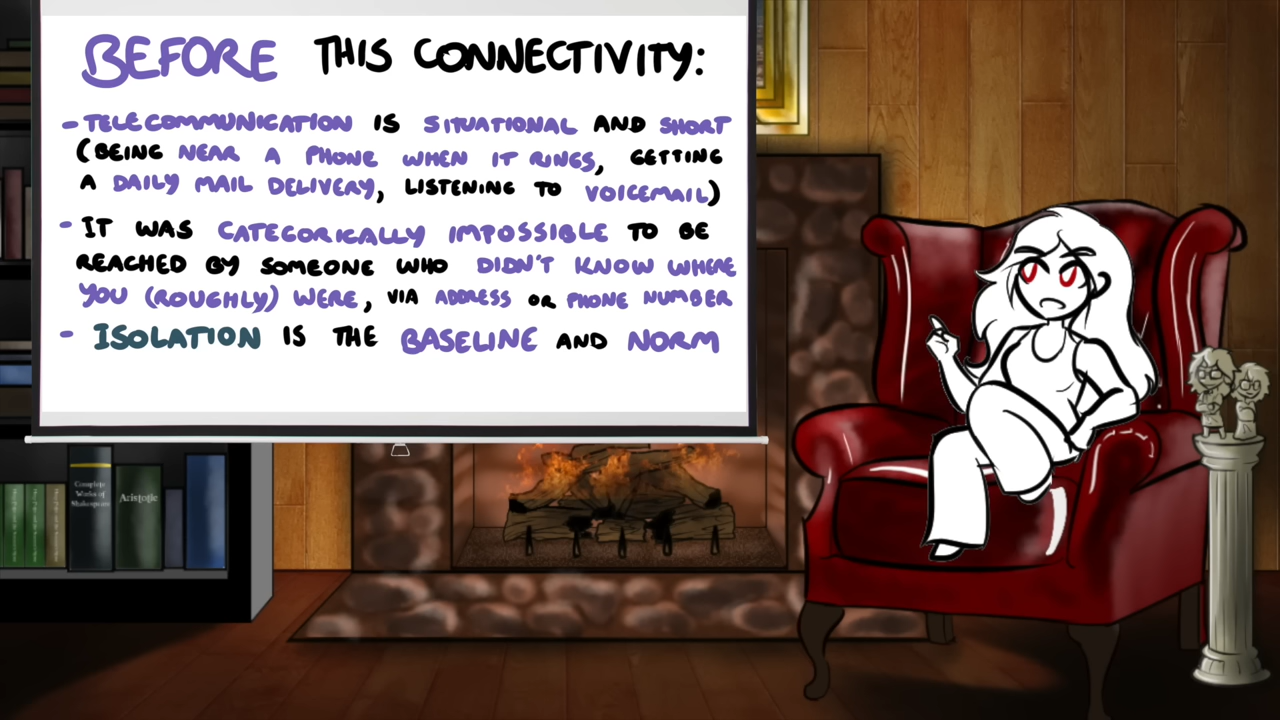 BEFORE THIS CONNECTIVITY:
- TELECOMMUNICATION IS SITUATIONAL AND SHORT
(BEING NEAR A PHONE WHEN IT RINGS, GETTING
A DAILY MAIL DELIVERY, LISTENING TO VOICEMAIL)
- IT WAS CATEGORICALLY IMPOSSIBLE TO BE
REACHED BY SOMEONE WHO DIDN'T KNOW WHERE
YOU (ROUGHLY) WERE, VIA ADDRESS OR PHONE NUMBER
- ISOLATION IS THE BASELINE AND NORM
Complete
Works of
Shakespeare
Aristotle